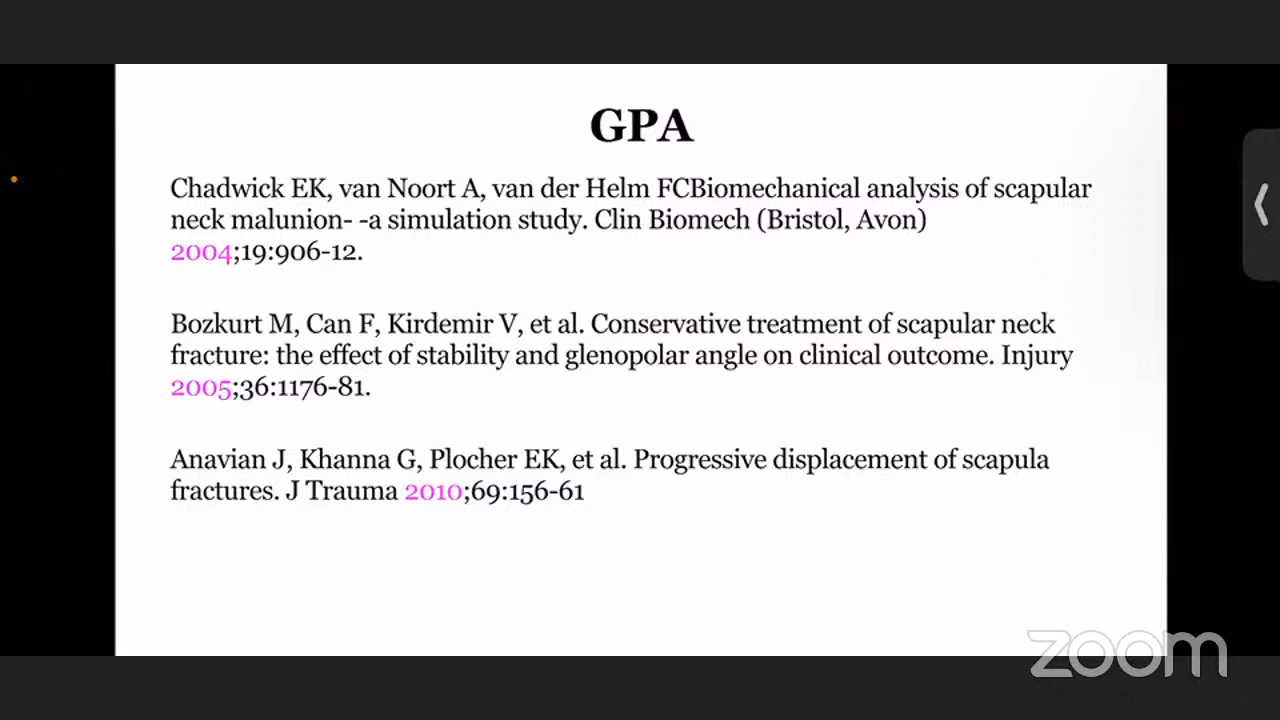 GPA
Chadwick EK, van Noort A, van der Helm FCBiomechanical analysis of scapular
neck malunion- -a simulation study. Clin Biomech (Bristol, Avon)
2004;19:906-12.
Bozkurt M, Can F, Kirdemir V, et al. Conservative treatment of scapular neck
fracture: the effect of stability and glenopolar angle on clinical outcome. Injury
2005;36:1176-81.
Anavian J, Khanna G, Plocher EK, et al. Progressive displacement of scapula
fractures. J Trauma 2010;69:156-61
zoom